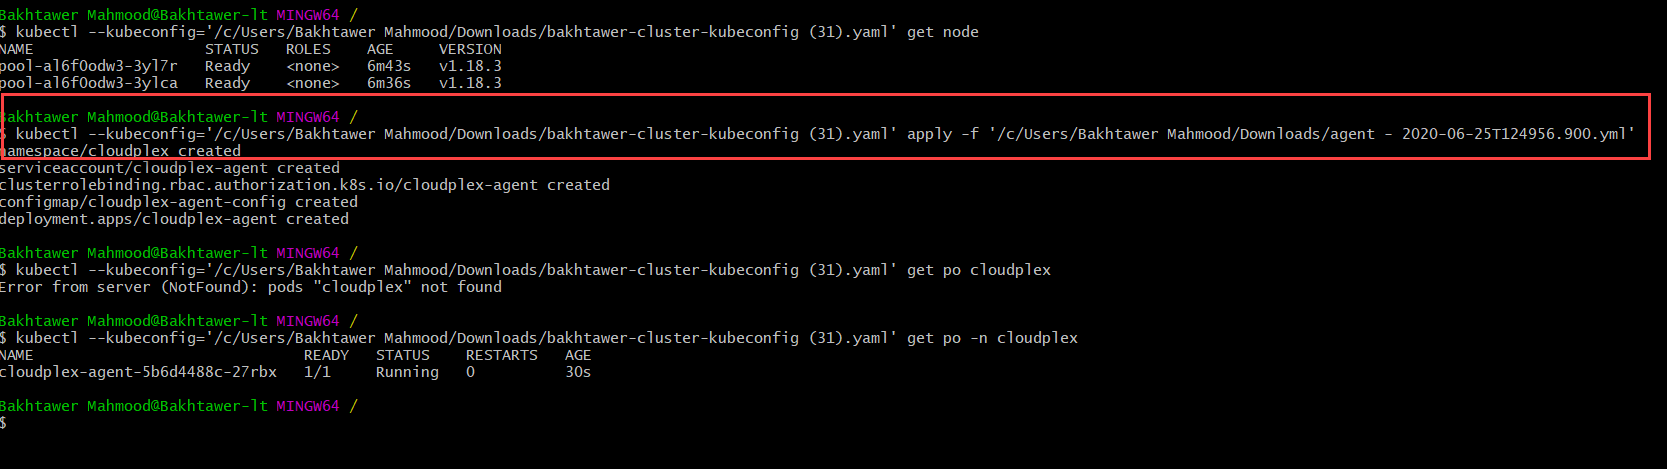 Bakhtawer Mahmood@Bakhtawer-lt MINGW64 /
$ kubectl --kubeconfig='/c/Users/Bakhtawer Mahmood/Downloads/bakhtawer-cluster-kubeconfig (31).yaml' get node
NAME STATUS ROLES AGE VERSION
pool-al6f0odw3-3yl7r Ready <none> 6m43s v1.18.3
pool-al6f0odw3-3ylca Ready <none> 6m36s v1.18.3
Bakhtawer Mahmood@Bakhtawer-lt MINGW64 /
$ kubectl --kubeconfig='/c/Users/Bakhtawer Mahmood/Downloads/bakhtawer-cluster-kubeconfig (31).yaml' apply -f '/c/Users/Bakhtawer Mahmood/Downloads/agent - 2020-06-25T124956.900.yml'
namespace/cloudplex created
serviceaccount/cloudplex-agent created
clusterrolebinding.rbac.authorization.k8s.io/cloudplex-agent created
configmap/cloudplex-agent-config created
deployment.apps/cloudplex-agent created
Bakhtawer Mahmood@Bakhtawer-lt MINGW64 /
$ kubectl --kubeconfig='/c/Users/Bakhtawer Mahmood/Downloads/bakhtawer-cluster-kubeconfig (31).yaml' get po cloudplex
Error from server (NotFound): pods "cloudplex" not found
Bakhtawer Mahmood@Bakhtawer-lt MINGW64 /
$ kubectl --kubeconfig='/c/Users/Bakhtawer Mahmood/Downloads/bakhtawer-cluster-kubeconfig (31).yaml' get po -n cloudplex
NAME READY STATUS RESTARTS AGE
cloudplex-agent-5b6d4488c-27rbx 1/1 Running 0 30s
Bakhtawer Mahmood@Bakhtawer-lt MINGW64 /
$